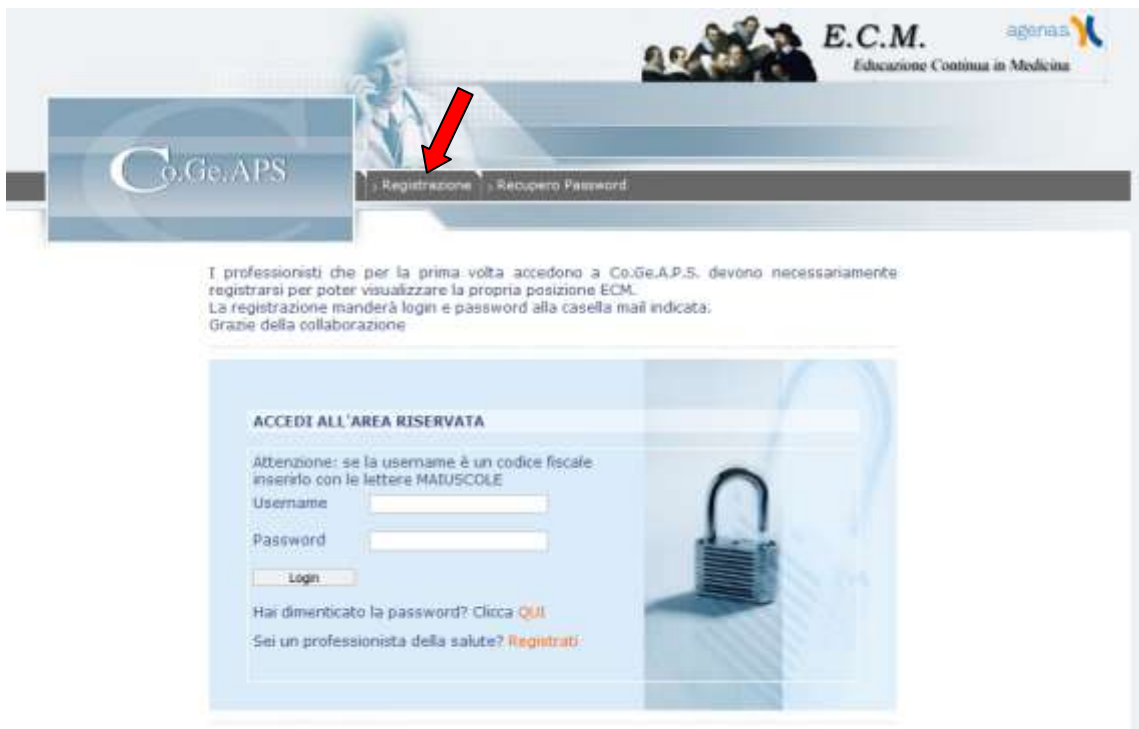 E.C.M.
Educazione Continua in Medicina
agenas
Co.Ge.APS
Registrazione
Recupero Password
I professionisti che per la prima volta accedono a Co.Ge.A.P.S. devono necessariamente
registrarsi per poter visualizzare la propria posizione ECM.
La registrazione manderà login e password alla casella mail indicata.
Grazie della collaborazione
ACCEDI ALL'AREA RISERVATA
Attenzione: se la username è un codice fiscale
inserirlo con le lettere MAIUSCOLE
Username
Password
Login
Hai dimenticato la password? Clicca QUI
Sei un professionista della salute? Registrati